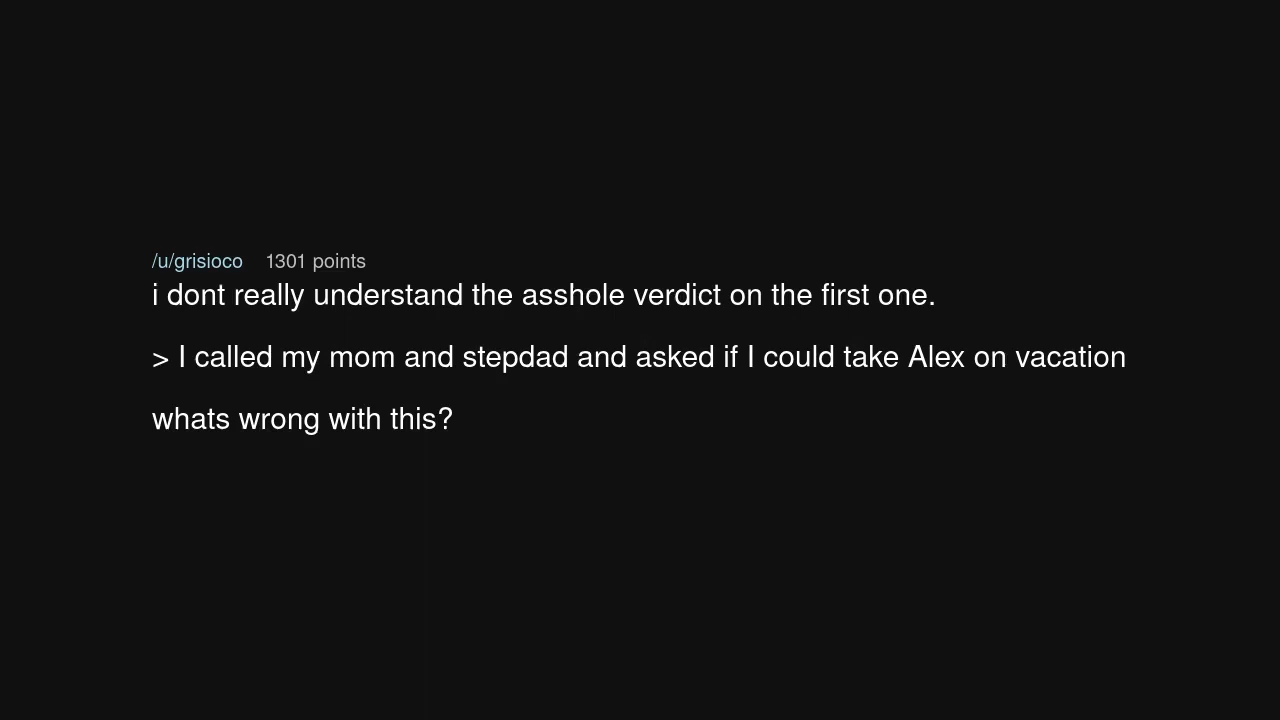 /u/grisioco 1301 points
i dont really understand the asshole verdict on the first one.
> I called my mom and stepdad and asked if I could take Alex on vacation
whats wrong with this?